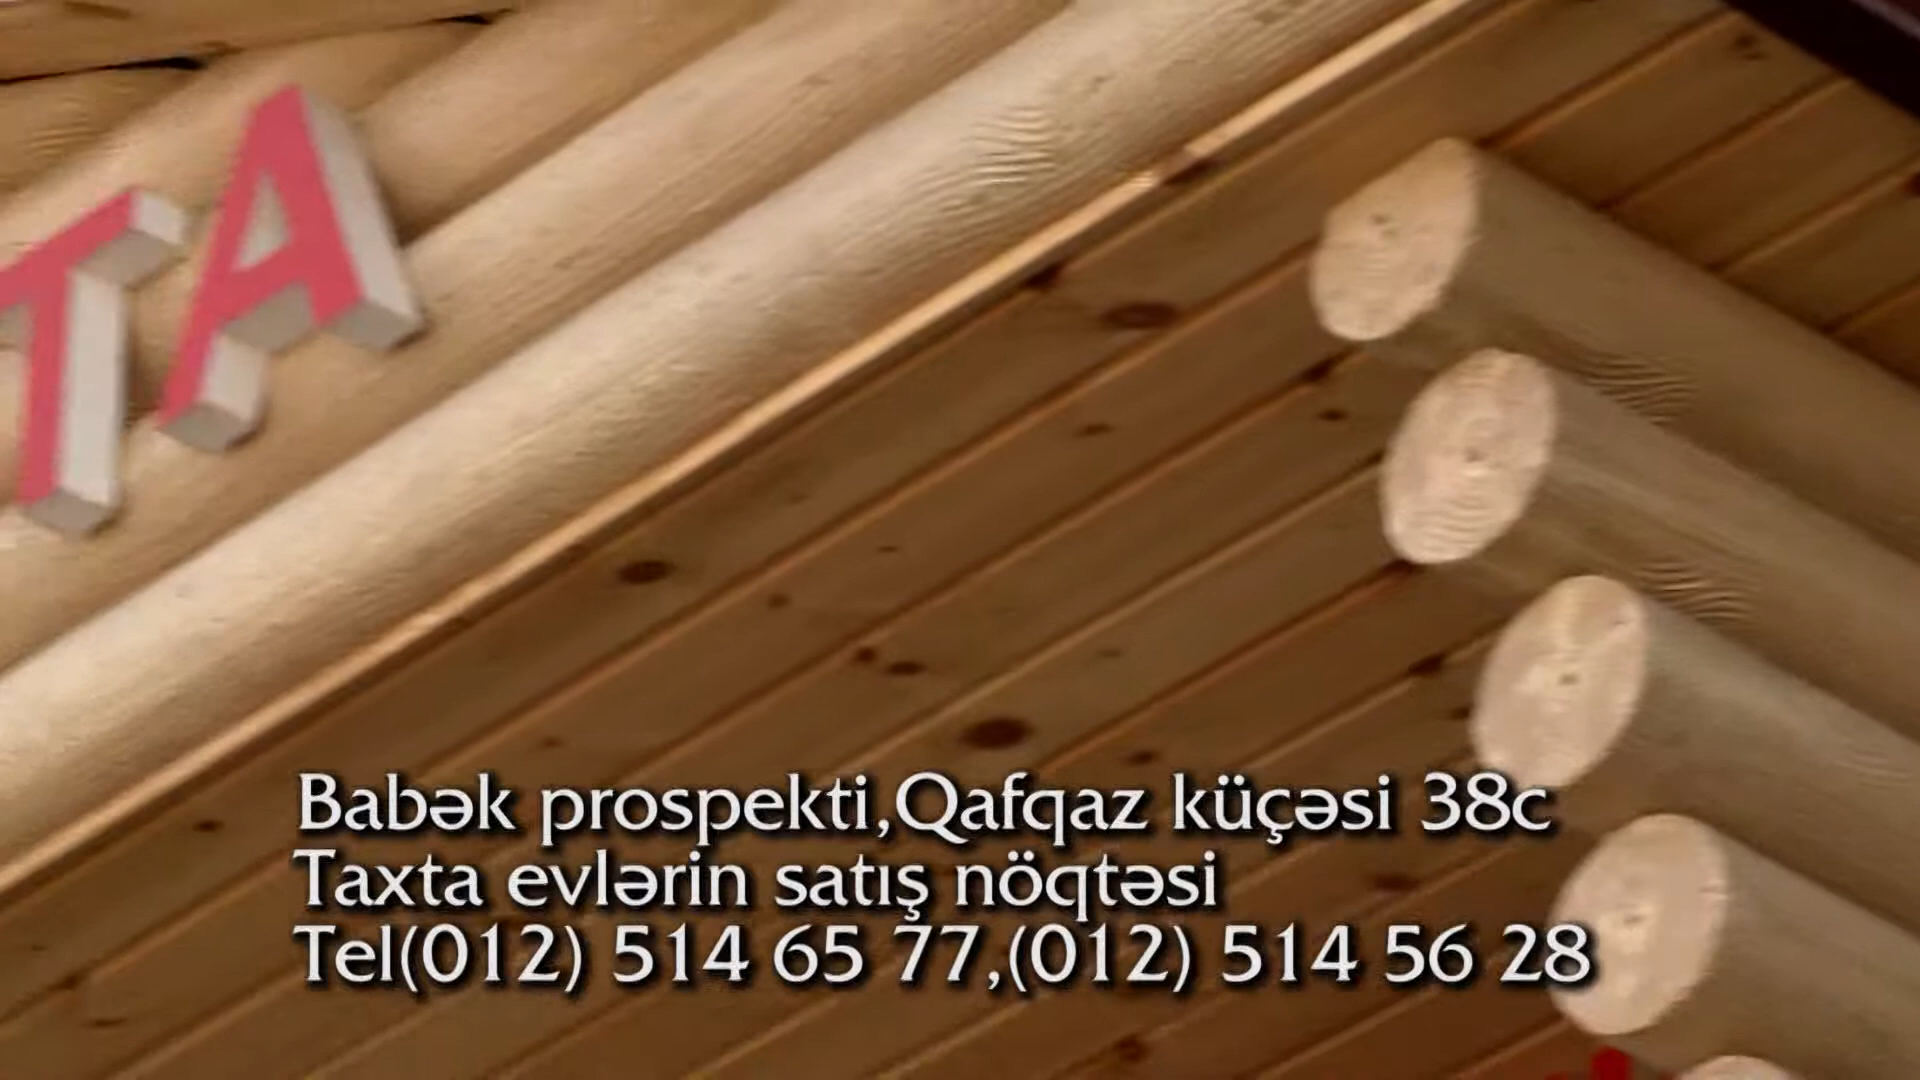 TA
Babək prospekti,Qafqaz küçəsi 38c
Taxta evlərin satış nöqtəsi
Tel(012) 514 65 77,(012) 514 56 28